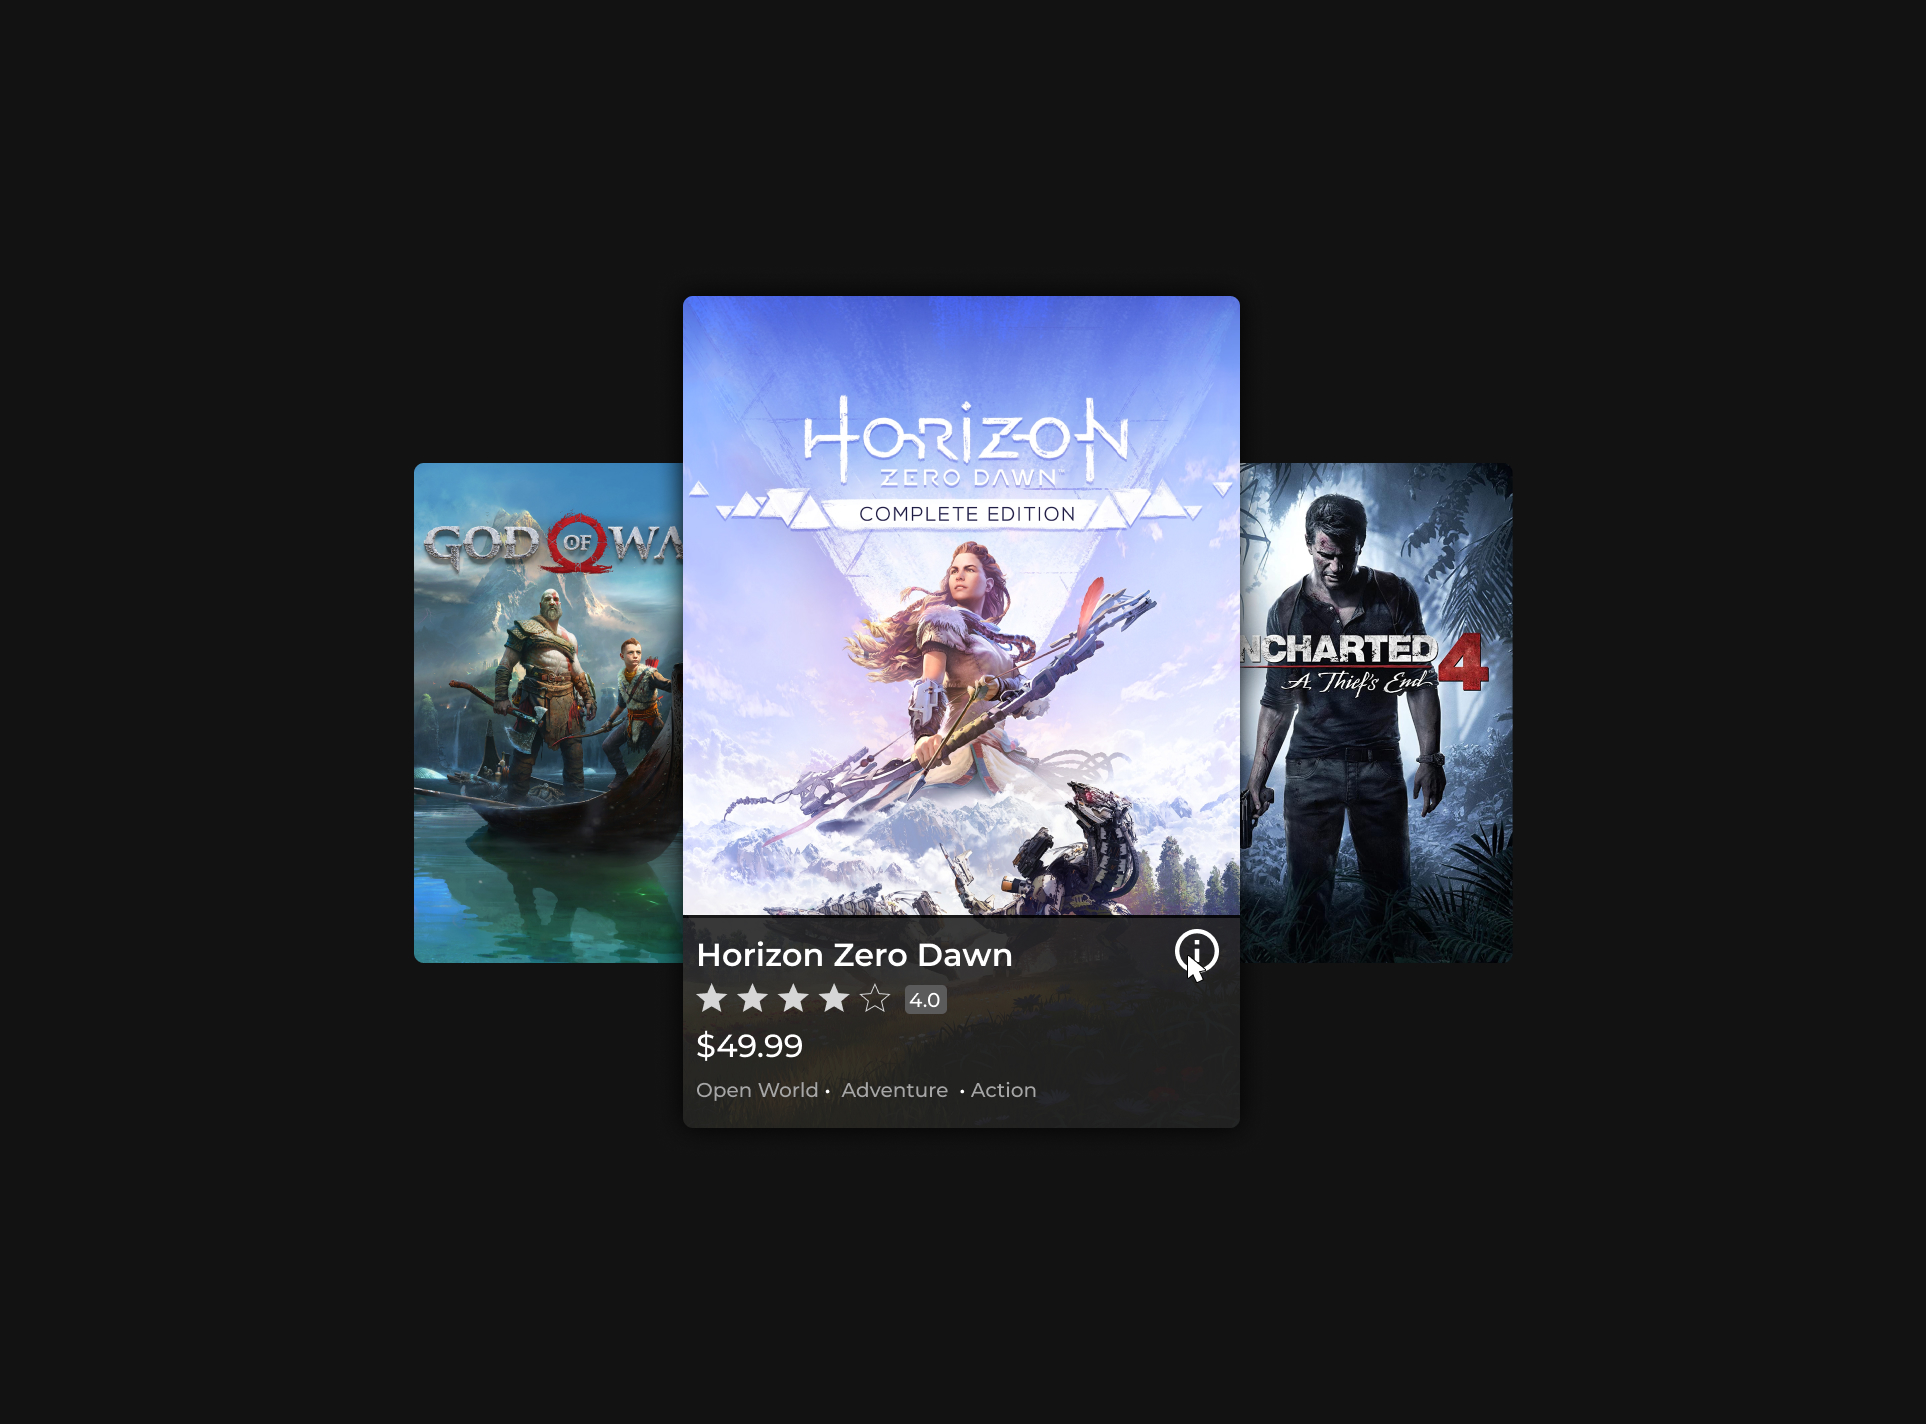 GOD OF WA
HORIZON
ZERO DAWN™
COMPLETE EDITION
NCHARTED 4
A Thief's End
Horizon Zero Dawn
4.0
$49.99
Open World • Adventure • Action